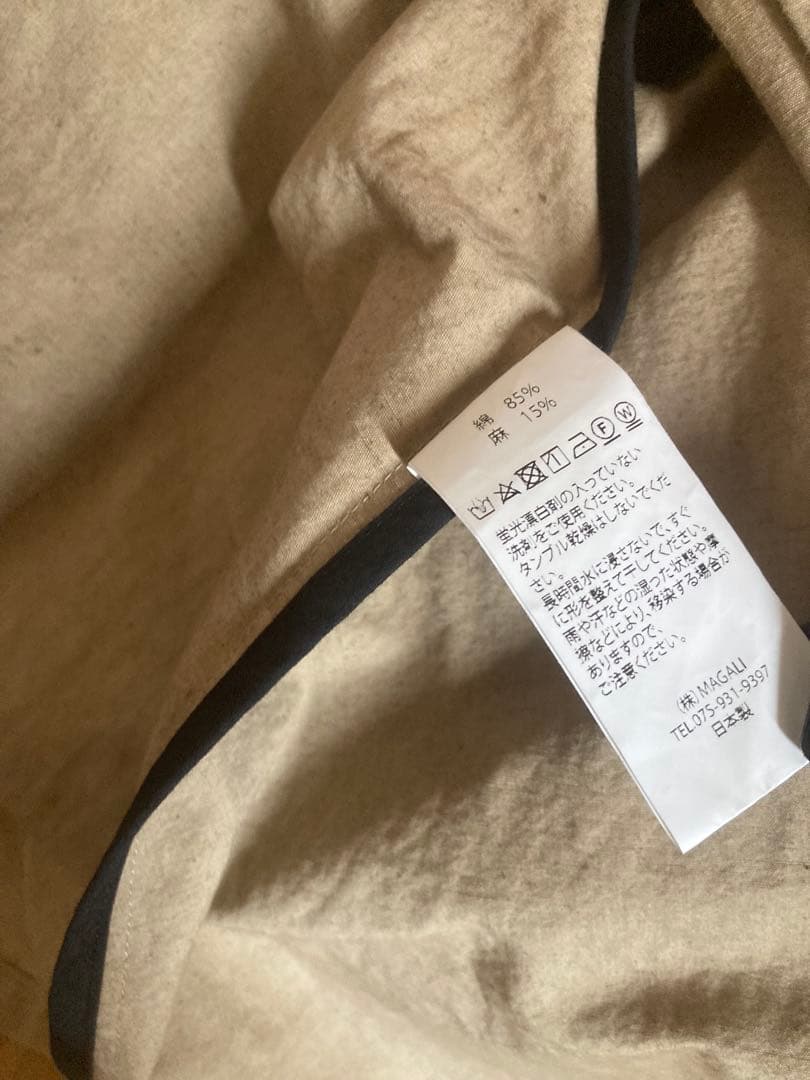 綿 85%
麻 15%
F W
蛍光漂白剤の入っていない
洗剤をご使用ください。
タンブル乾燥はしないでくだ
さい。
長時間水に浸さないで、すぐ
に形を整えて干してください。
雨や汗などの湿った状態や摩
擦などにより、移染する場合が
ありますので、
ご注意ください。
(株)MAGALI
TEL.075-931-9397
日本製